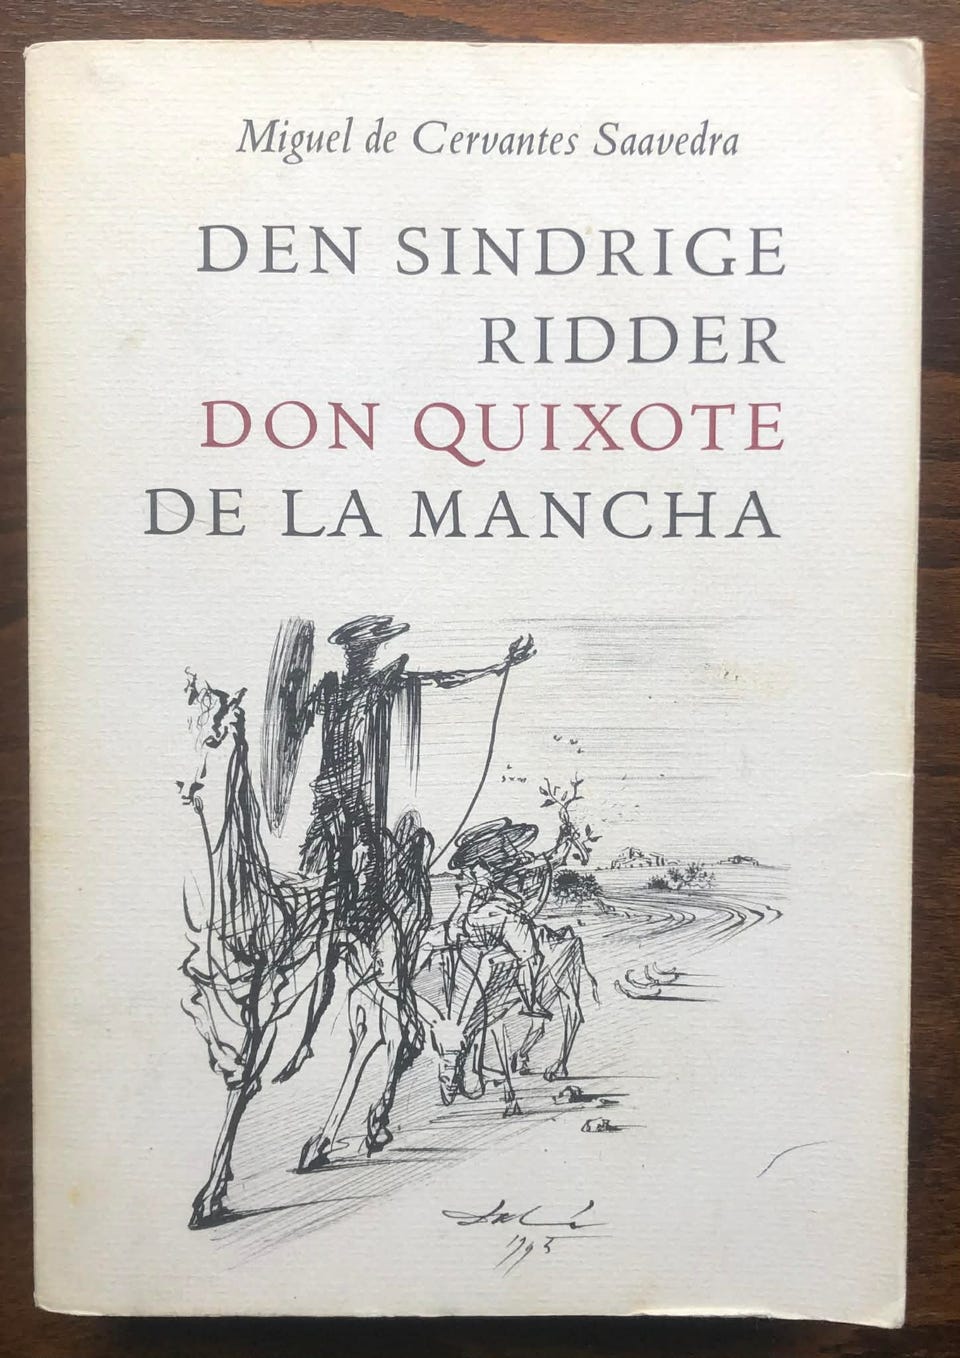 Miguel de Cervantes Saavedra
DEN SINDRIGE
RIDDER
DON QUIXOTE
DE LA MANCHA